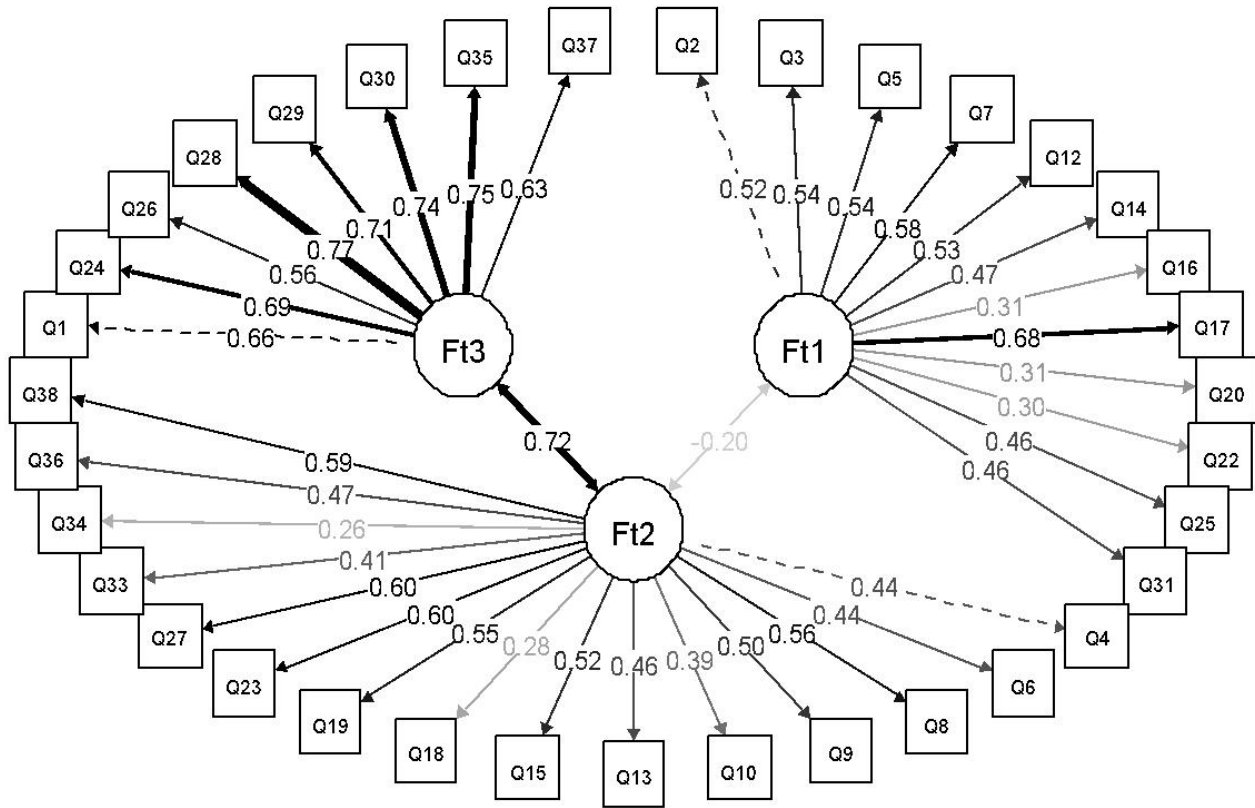 Q37
Q2
Q35
Q3
Q30
Q5
Q29
Q7
Q28
Q12
Q26
Q14
Q24
Q16
Q1
Q17
Q38
Q20
Q36
Q22
Q34
Q25
Q33
Q31
Q27
Q4
Q23
Q6
Q19
Q8
Q18
Q9
Q15
Q13
Q10
0.63
0.75
0.74
0.71
0.77
0.56
0.69
0.66
0.52
0.54
0.54
0.58
0.53
0.47
0.31
0.68
0.31
0.30
0.46
0.46
Ft3
Ft1
0.72
-0.20
Ft2
0.59
0.47
0.26
0.41
0.60
0.60
0.55
0.28
0.52
0.46
0.39
0.50
0.56
0.44
0.44